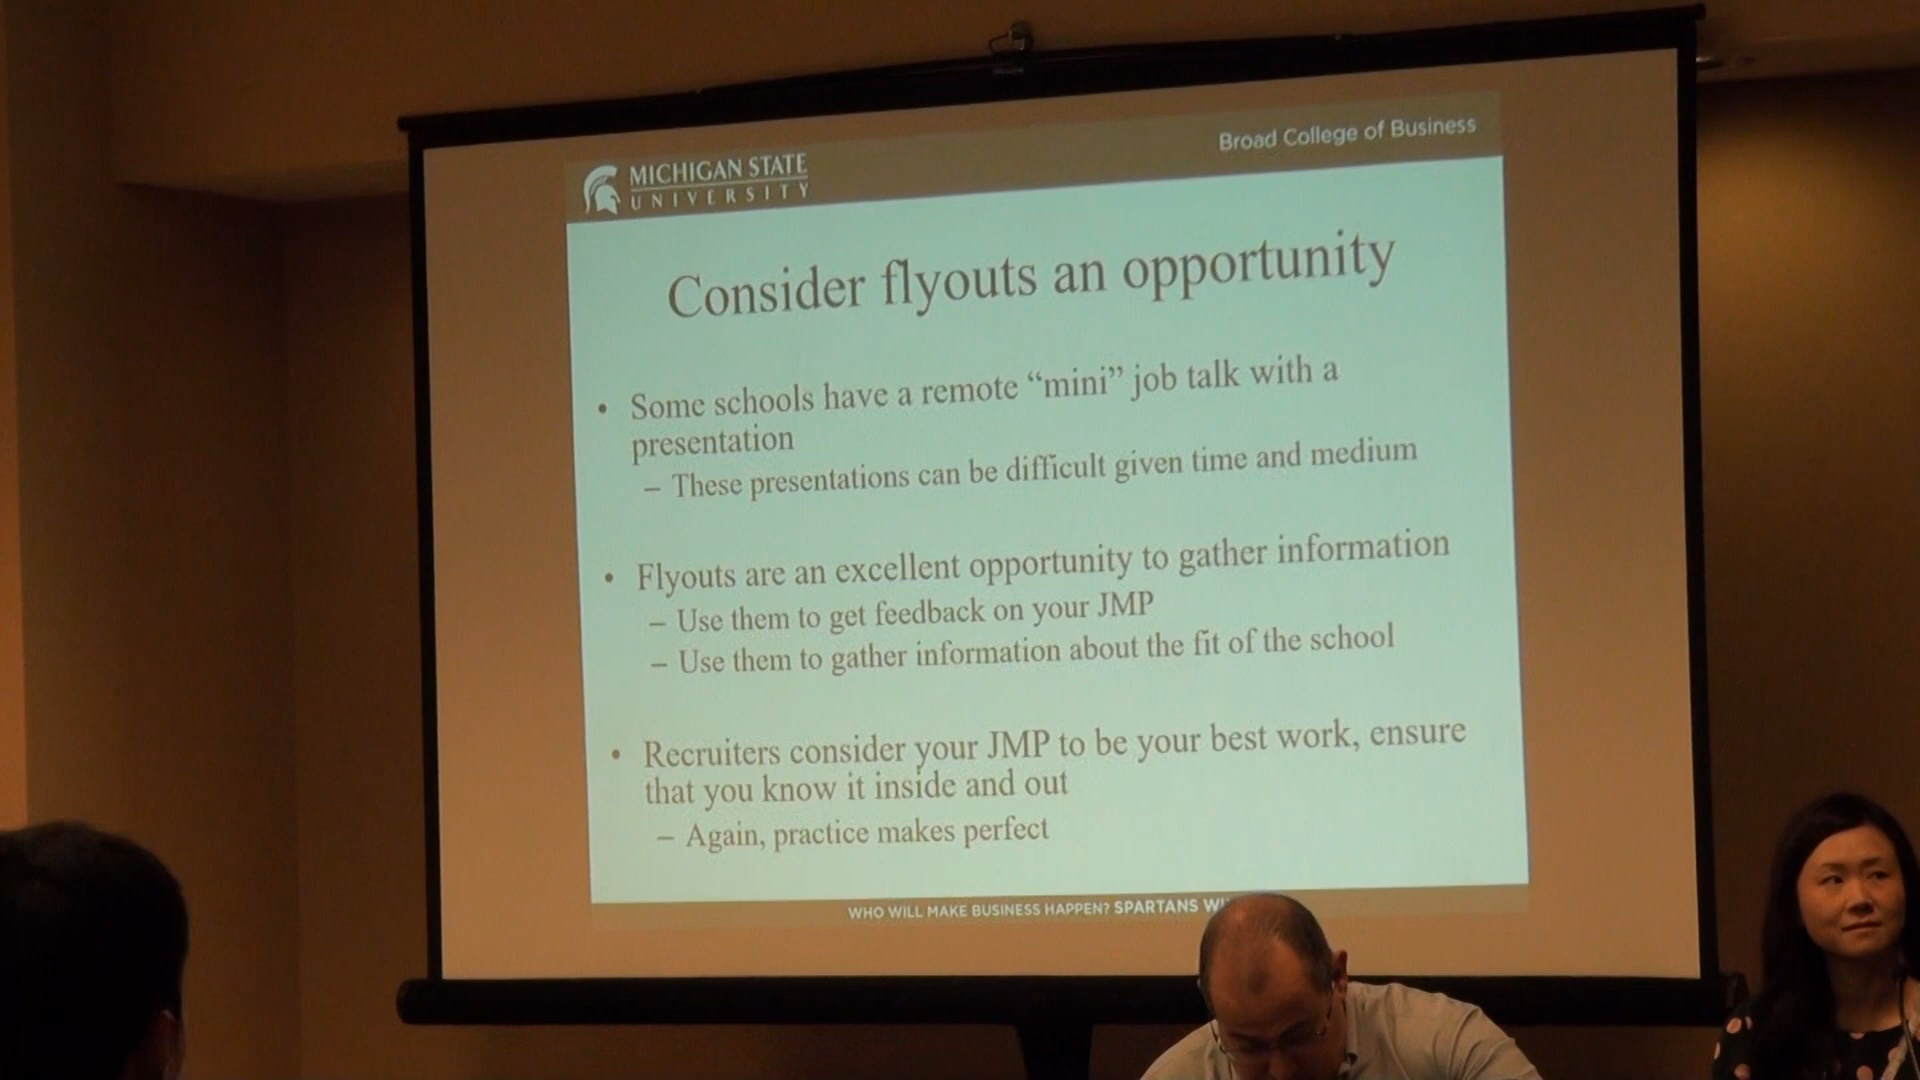 MICHIGAN STATE
UNIVERSITY
Broad College of Business
Consider flyouts an opportunity
• Some schools have a remote “mini” job talk with a
presentation
– These presentations can be difficult given time and medium
• Flyouts are an excellent opportunity to gather information
– Use them to get feedback on your JMP
– Use them to gather information about the fit of the school
• Recruiters consider your JMP to be your best work, ensure
that you know it inside and out
– Again, practice makes perfect
WHO WILL MAKE BUSINESS HAPPEN? SPARTANS